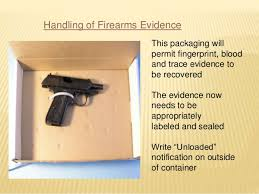 Handling of Firearms Evidence
This packaging will
permit fingerprint, blood
and trace evidence to
be recovered
The evidence now
needs to be
appropriately
labeled and sealed
Write “Unloaded”
notification on outside
of container